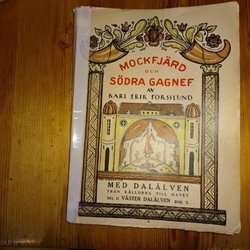 MOCKFJÄRD
OCH
SÖDRA GAGNEF
AV
KARL ERIK FORSSLUND
MED DALÄLVEN
FRÅN KÄLLORNA TILL HAVET
DEL II VÄSTER DALÄLVEN BOK X